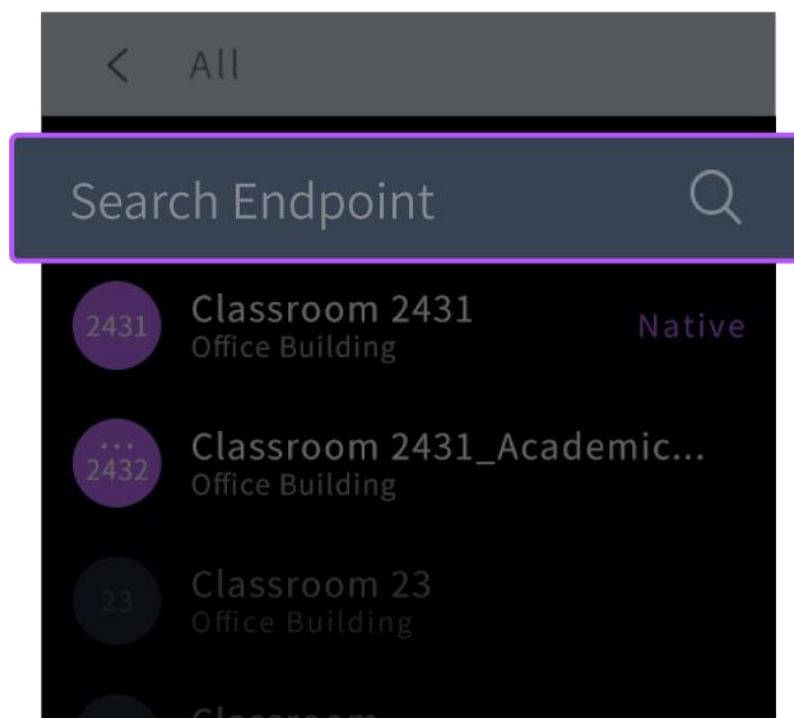 All
Search Endpoint
2431
Classroom 2431
Office Building
Native
...
2432
Classroom 2431_Academic...
Office Building
23
Classroom 23
Office Building
Classroom